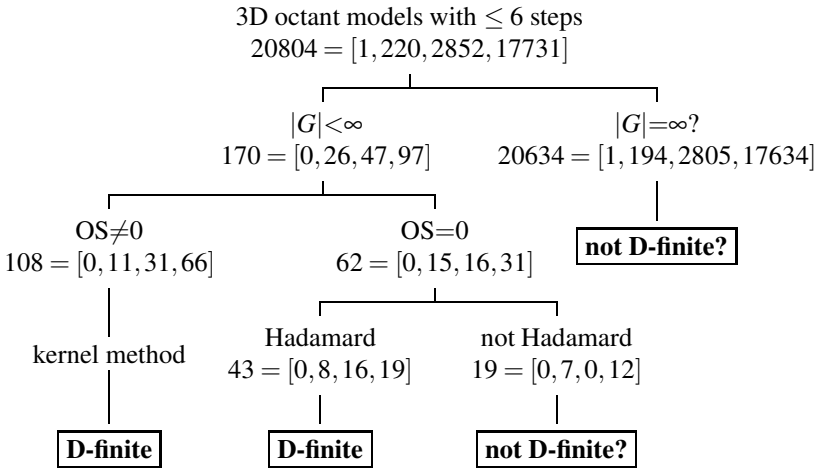 3D octant models with ≤ 6 steps
20804 = [1,220,2852,17731]
|G|<∞
170 = [0,26,47,97]
|G|=∞?
20634 = [1,194,2805,17634]
OS≠0
108 = [0,11,31,66]
OS=0
62 = [0,15,16,31]
not D-finite?
kernel method
Hadamard
43 = [0,8,16,19]
not Hadamard
19 = [0,7,0,12]
D-finite
D-finite
not D-finite?